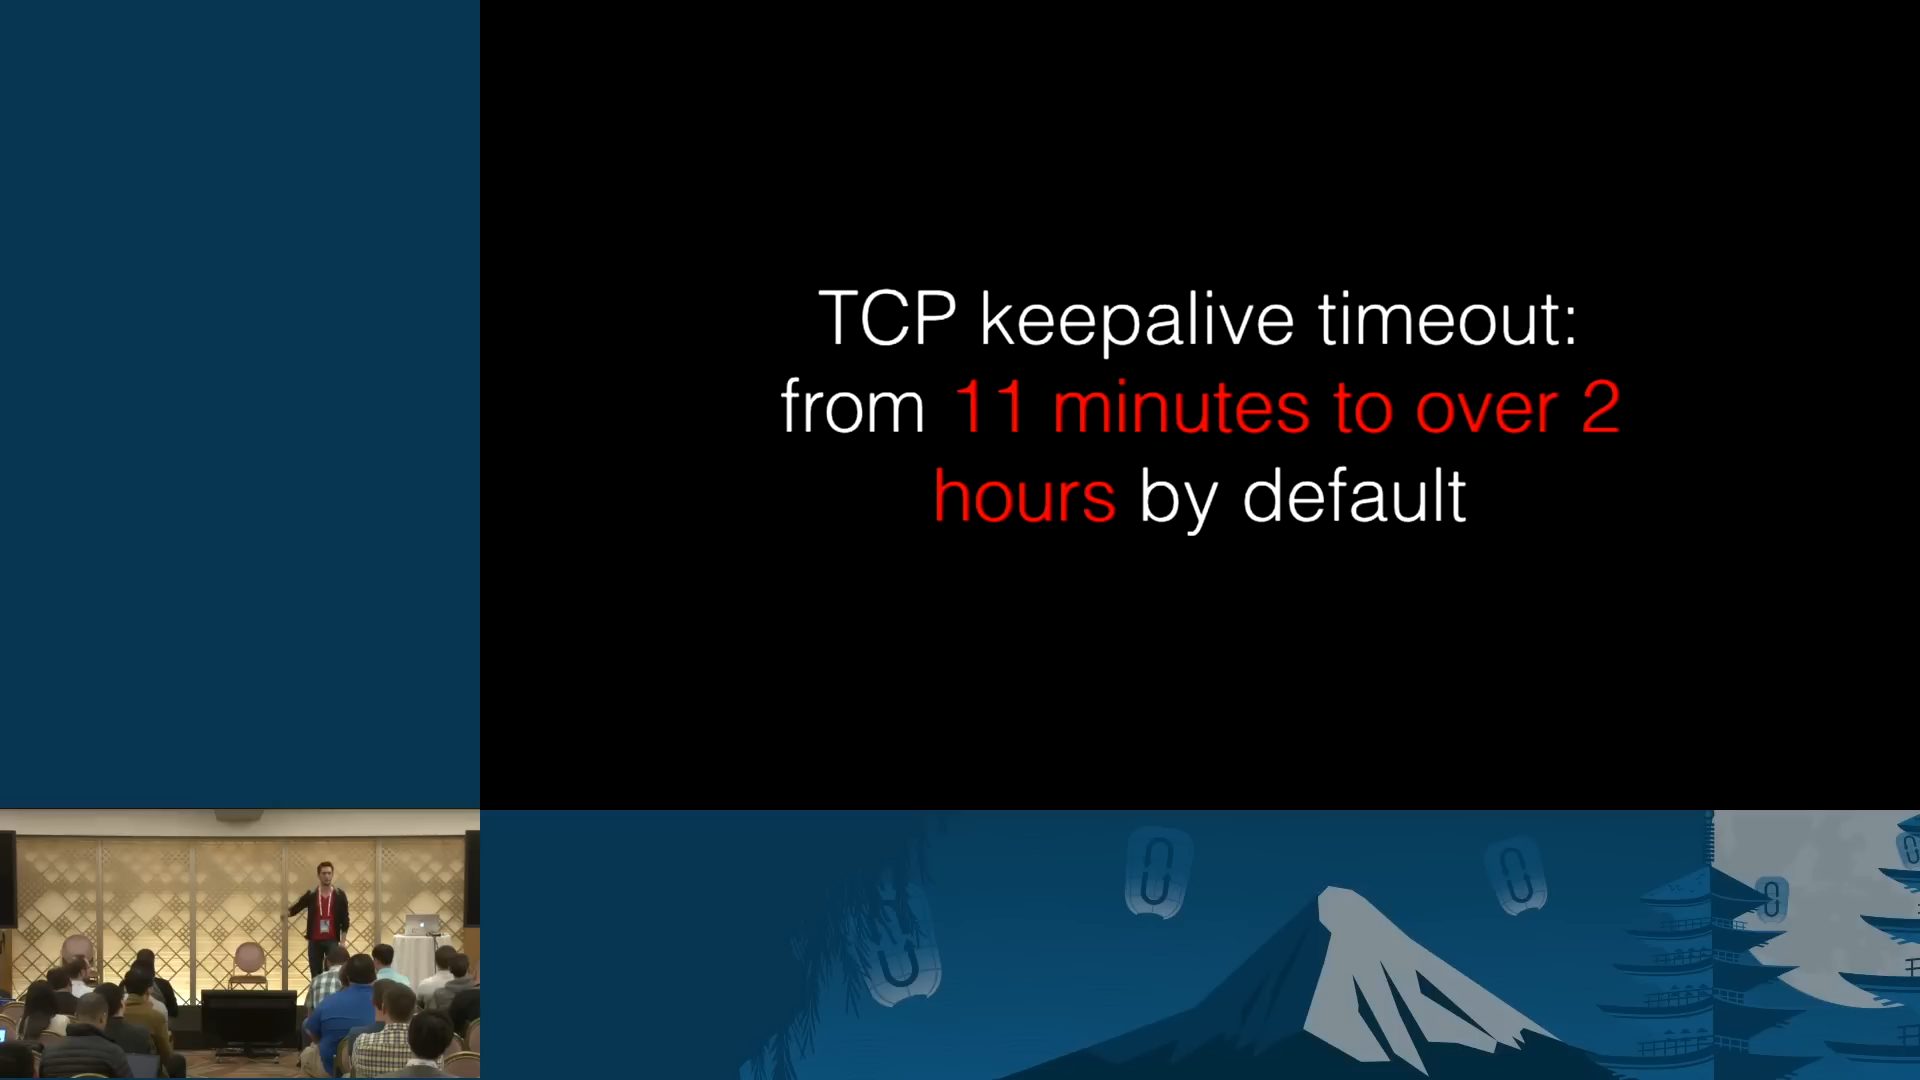 TCP keepalive timeout:
from 11 minutes to over 2
hours by default